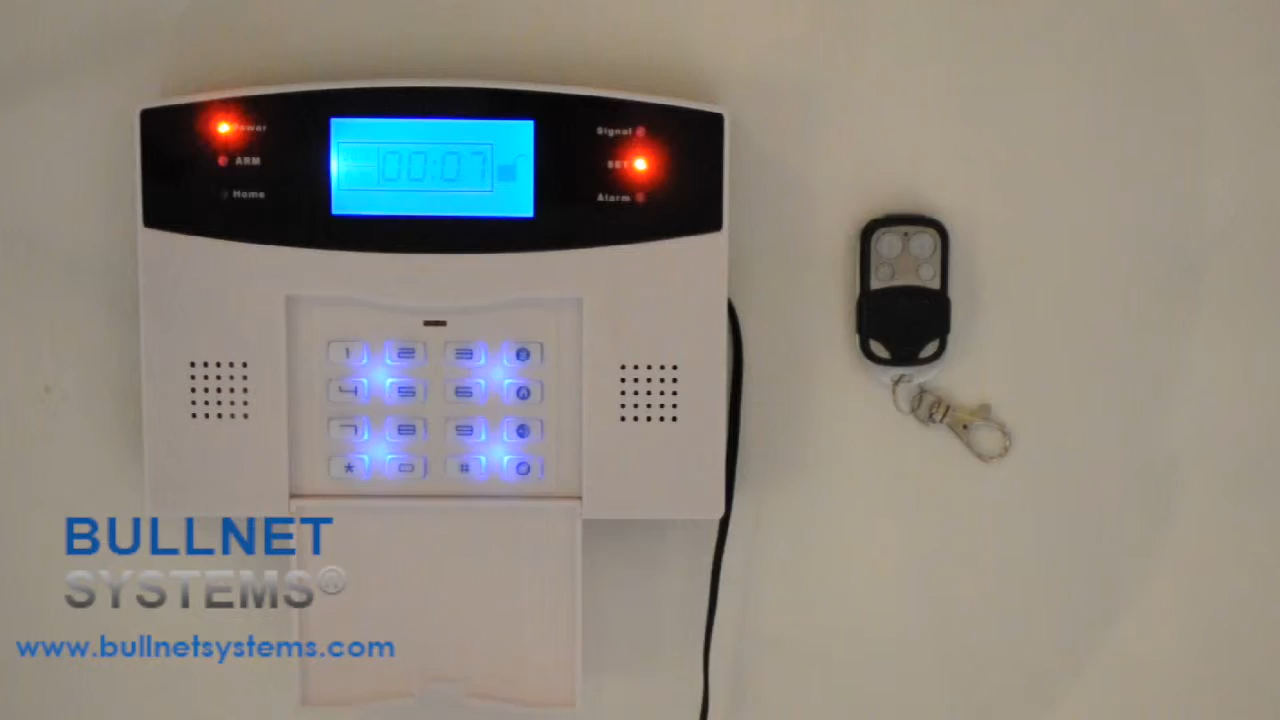 Power
ARM
Home
00:07
Signal
SET
Alarm
1 2 3
4 5 6
7 8 9
* 0 #
BULLNET
SYSTEMS®
www.bullnetsystems.com